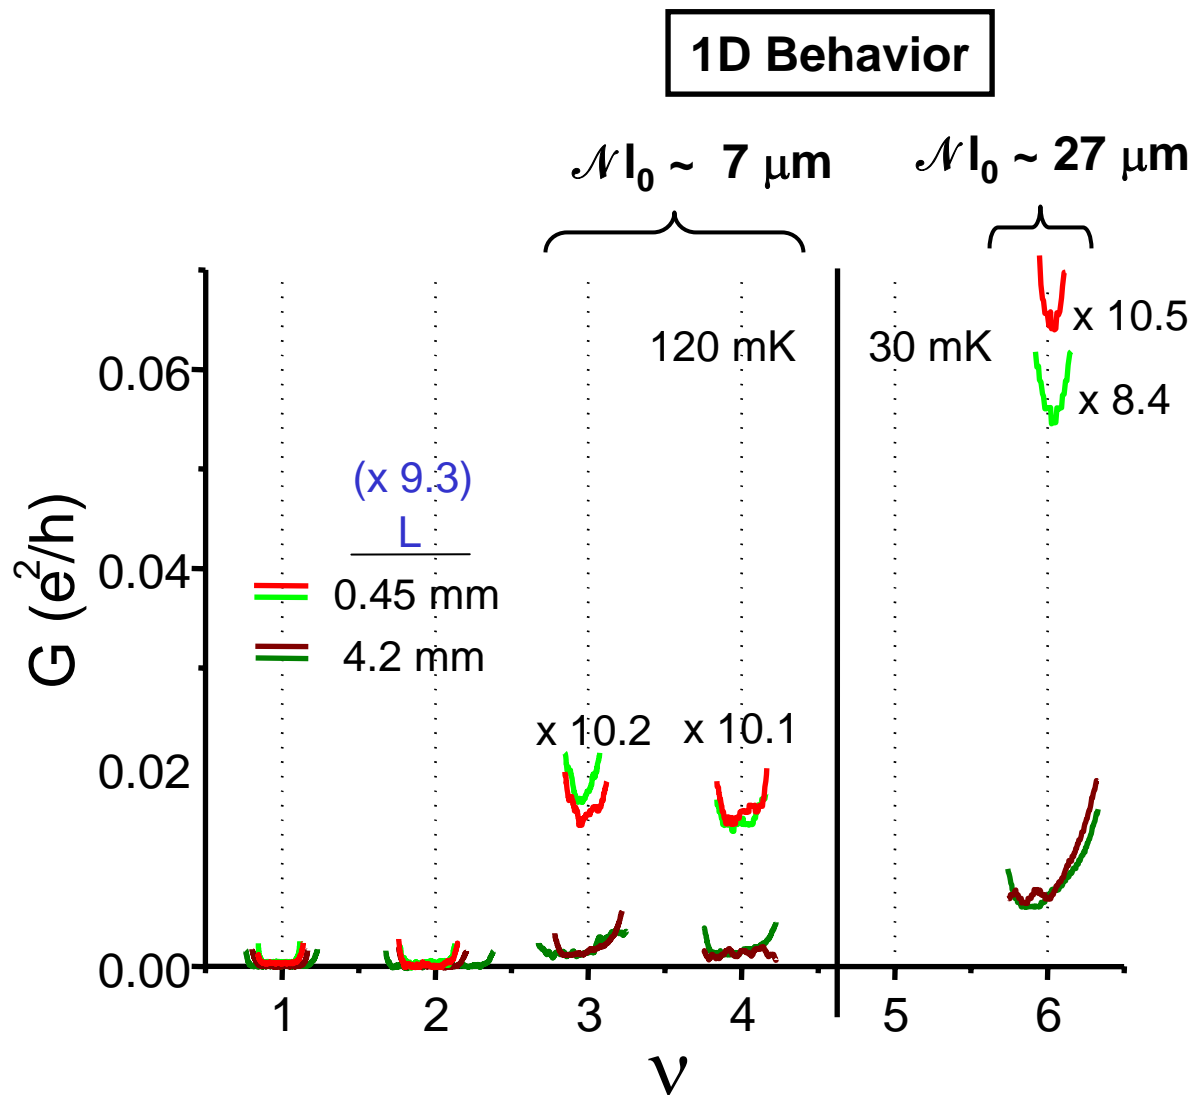 1D Behavior
𝒩 l₀ ~ 7 μm
𝒩 l₀ ~ 27 μm
x 10.5
120 mK
30 mK
x 8.4
0.06
(x 9.3)
L
0.45 mm
4.2 mm
0.04
G (e²/h)
x 10.2
x 10.1
0.02
0.00
1
2
3
4
5
6
ν